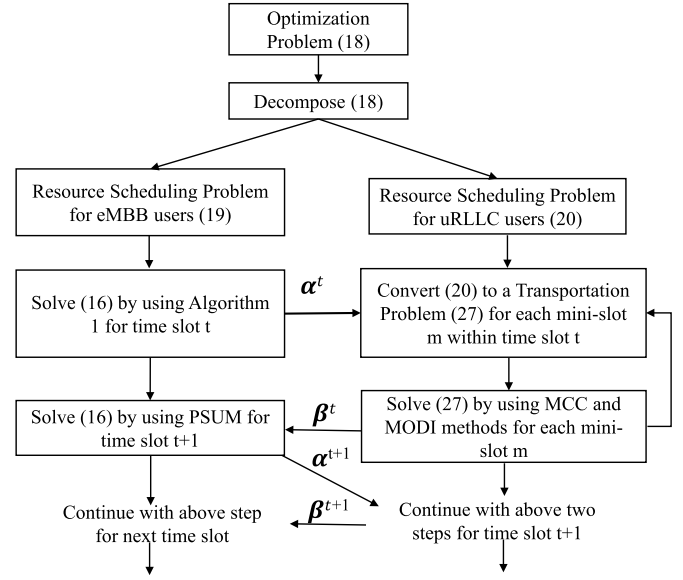 Optimization
Problem (18)
Decompose (18)
Resource Scheduling Problem
for eMBB users (19)
Resource Scheduling Problem
for uRLLC users (20)
Solve (16) by using Algorithm
1 for time slot t
αᵗ
Convert (20) to a Transportation
Problem (27) for each mini-slot
m within time slot t
Solve (16) by using PSUM for
time slot t+1
βᵗ
Solve (27) by using MCC and
MODI methods for each mini-
slot m
αᵗ⁺¹
Continue with above step
for next time slot
βᵗ⁺¹
Continue with above two
steps for time slot t+1